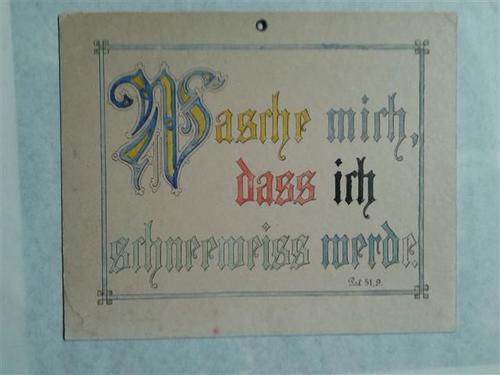 Wasche mich,
dass ich
schneeweiss werde.
Psl. 51,9.